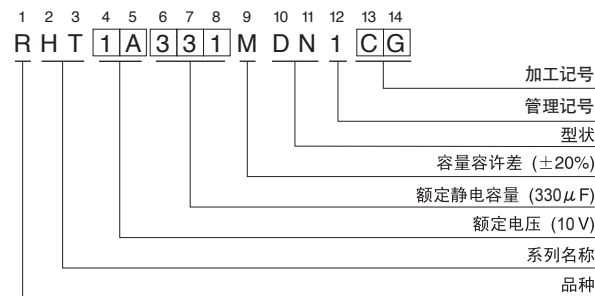 1 2 3 4 5 6 7 8 9 10 11 12 13 14
R H T 1 A 3 3 1 M D N 1 C G
加工记号
管理记号
型状
容量容许差 (±20%)
额定静电容量 (330μF)
额定电压 (10V)
系列名称
品种